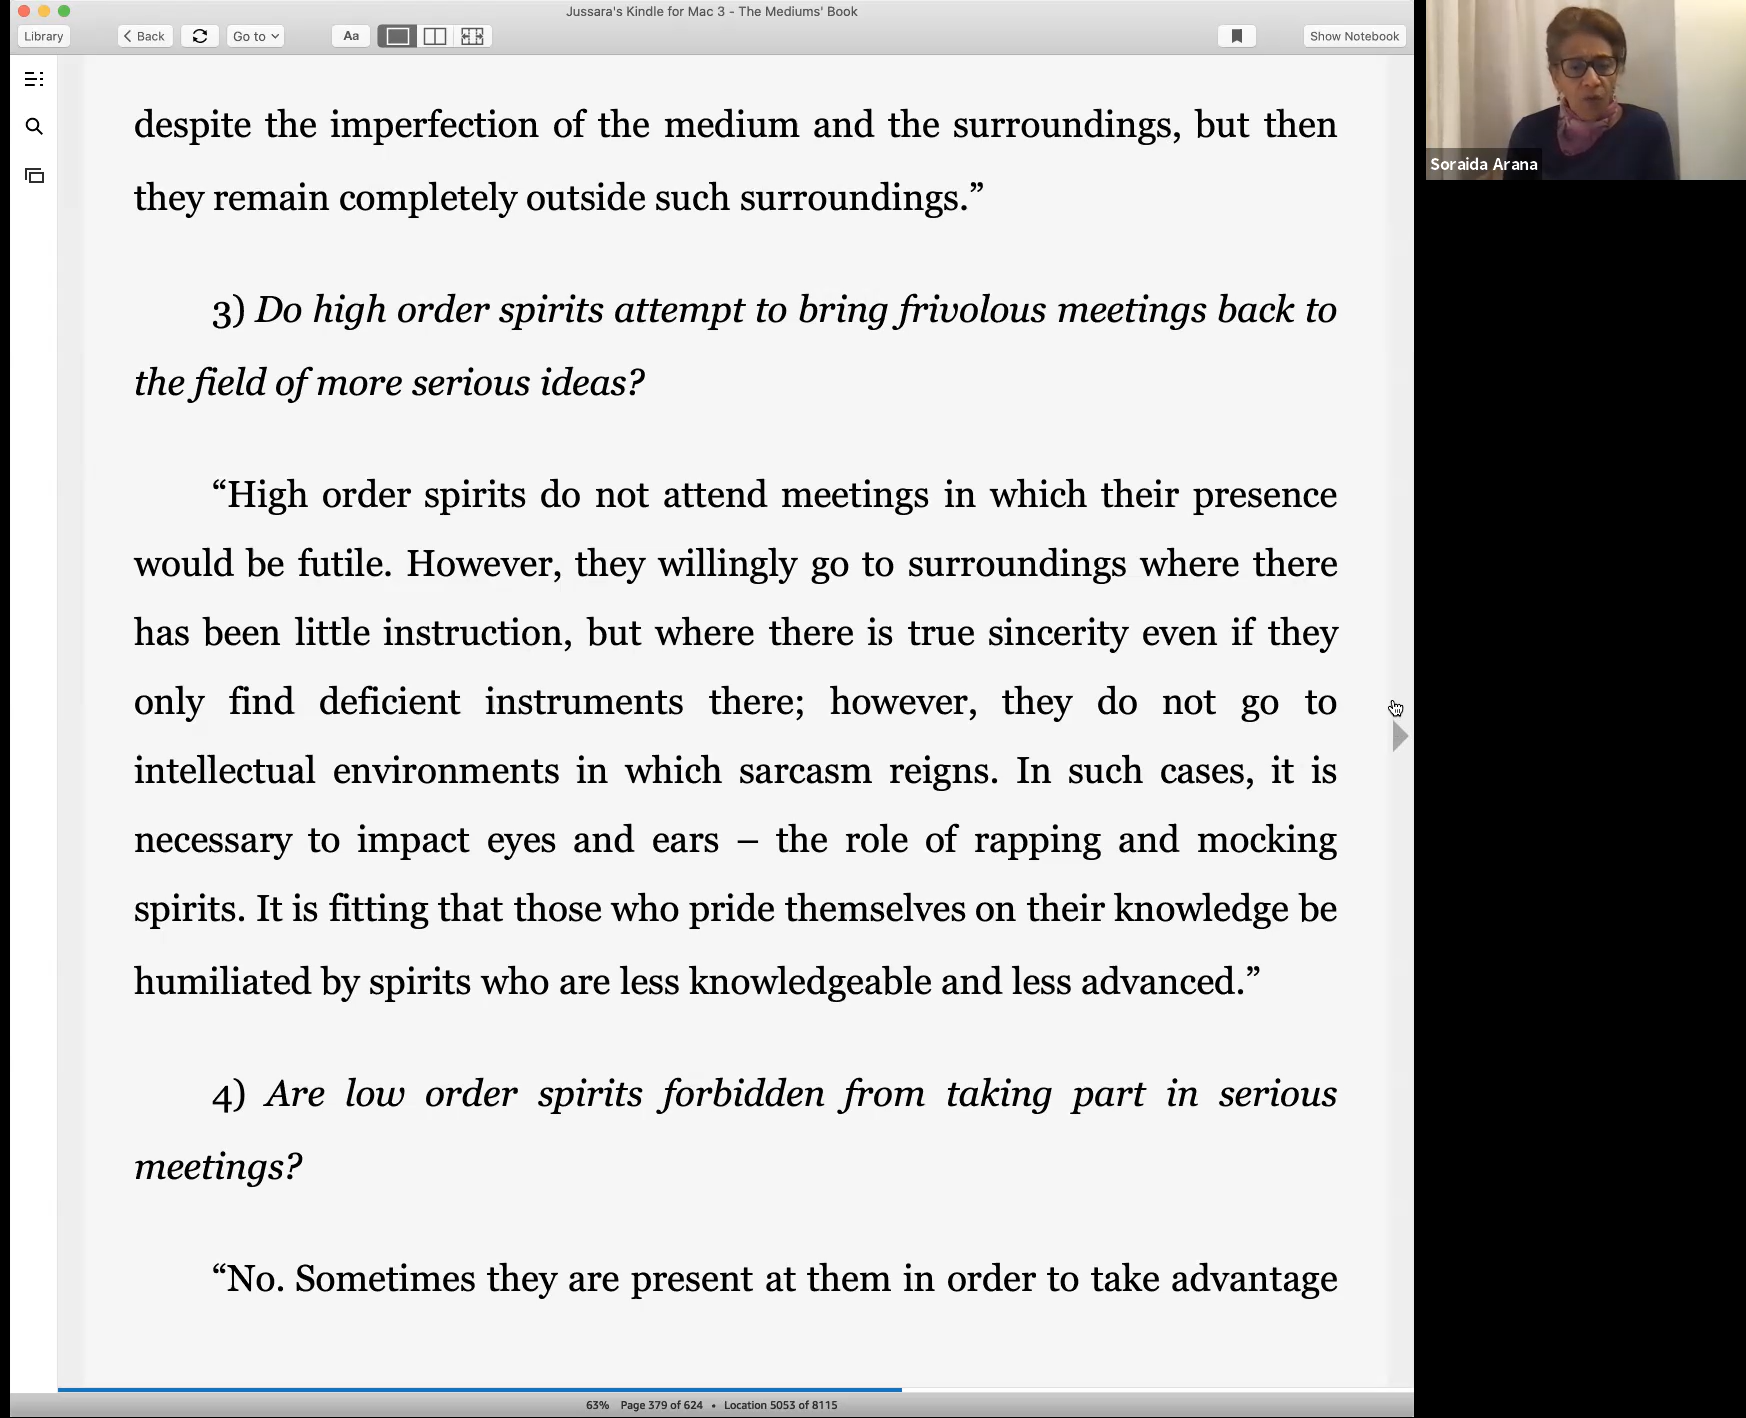 Jussara's Kindle for Mac 3 - The Mediums' Book
Library Back Go to Aa Show Notebook
despite the imperfection of the medium and the surroundings, but then
they remain completely outside such surroundings.”
3) Do high order spirits attempt to bring frivolous meetings back to
the field of more serious ideas?
“High order spirits do not attend meetings in which their presence
would be futile. However, they willingly go to surroundings where there
has been little instruction, but where there is true sincerity even if they
only find deficient instruments there; however, they do not go to
intellectual environments in which sarcasm reigns. In such cases, it is
necessary to impact eyes and ears – the role of rapping and mocking
spirits. It is fitting that those who pride themselves on their knowledge be
humiliated by spirits who are less knowledgeable and less advanced.”
4) Are low order spirits forbidden from taking part in serious
meetings?
“No. Sometimes they are present at them in order to take advantage
63% Page 379 of 624 • Location 5053 of 8115
Soraida Arana